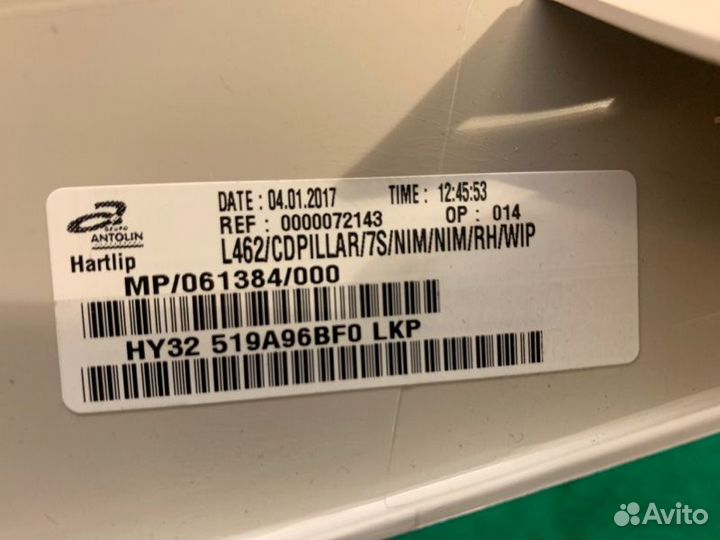 GRUPO
ANTOLIN
Hartlip
DATE : 04.01.2017 TIME : 12:45:53
REF : 0000072143 OP : 014
L462/CDPILLAR/7S/NIM/NIM/RH/WIP
MP/061384/000
HY32 519A96BF0 LKP
Avito